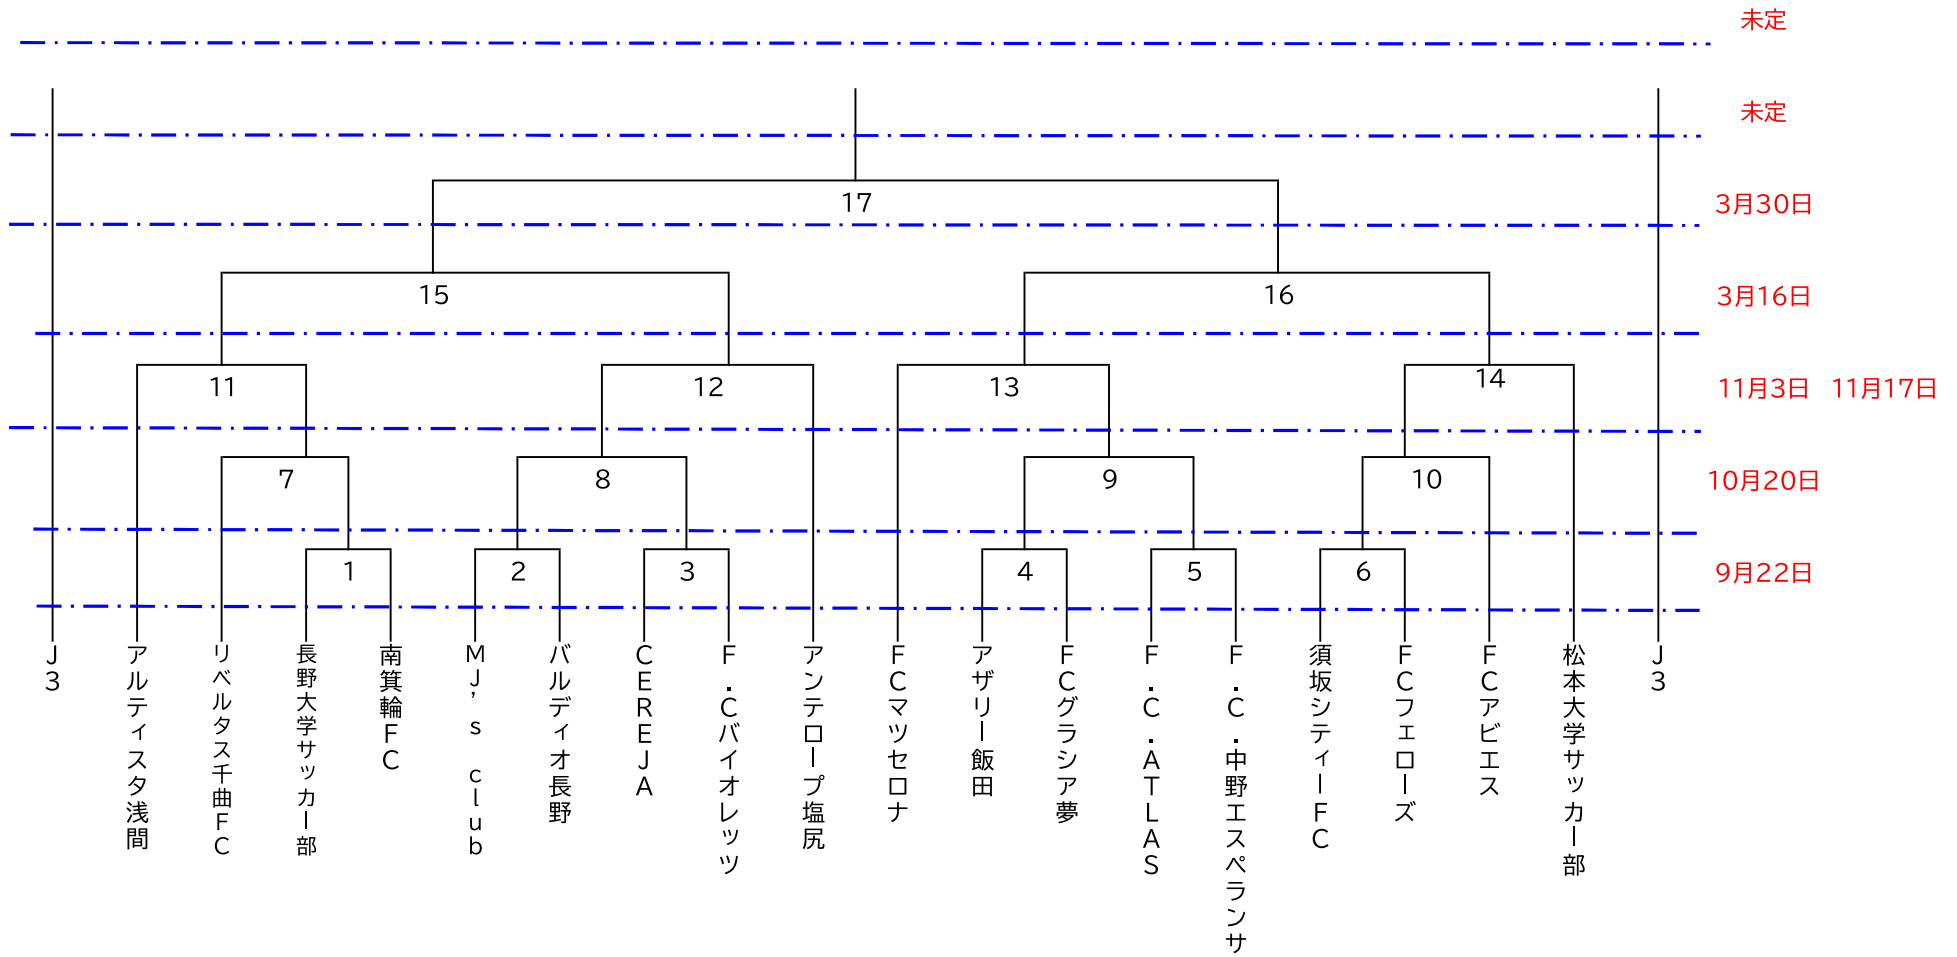 未定
未定
17
3月30日
15
16
3月16日
11
12
13
14
11月3日　11月17日
7
8
9
10
10月20日
1
2
3
4
5
6
9月22日
J3
アルティスタ浅間
リベルタス千曲FC
長野大学サッカー部
南箕輪FC
MJ's club
バルディオ長野
CEREJA
F.Cバイオレッツ
アンテロープ塩尻
FCマツセロナ
アザリー飯田
FCグラシア夢
F.C.ATLAS
F.C.中野エスペランサ
須坂シティーFC
FCフェローズ
FCアビエス
松本大学サッカー部
J3